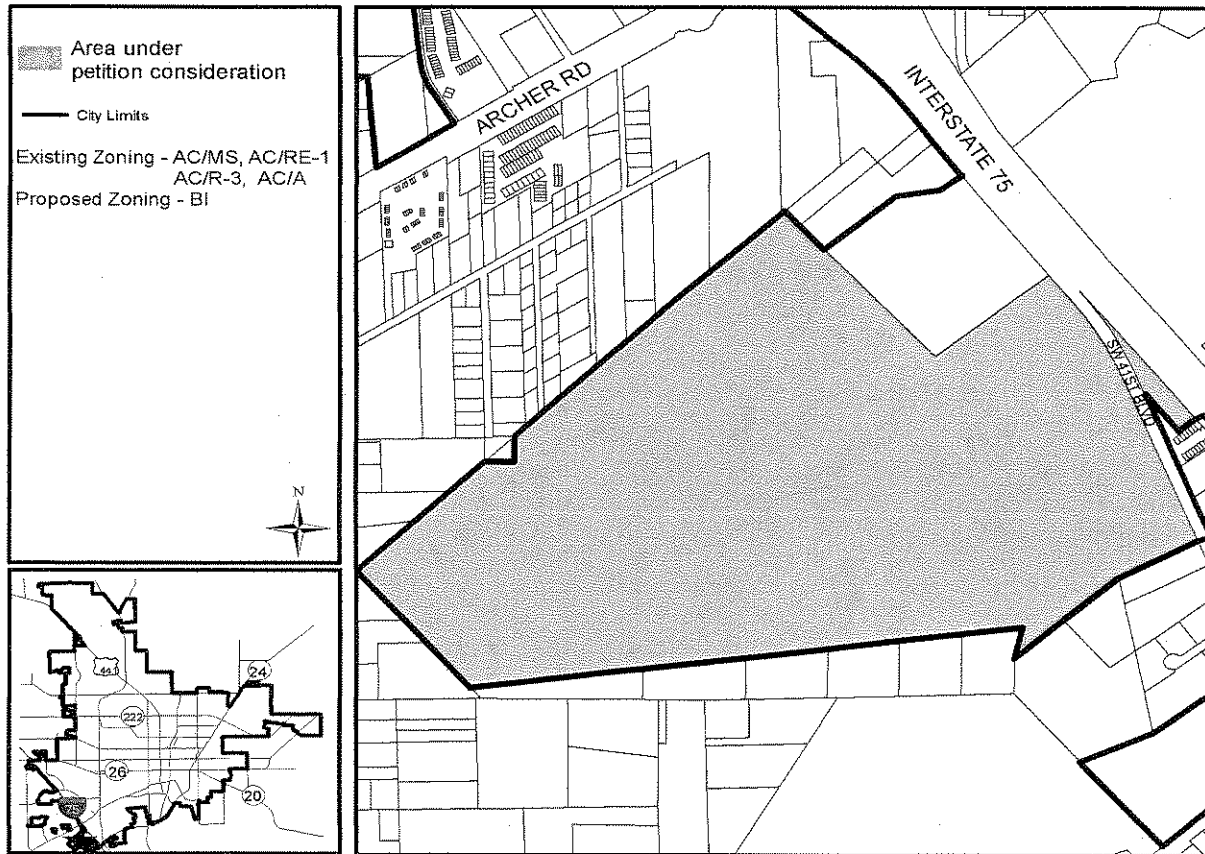 Area under
petition consideration
City Limits
Existing Zoning - AC/MS, AC/RE-1
AC/R-3, AC/A
Proposed Zoning - BI
N
ARCHER RD
INTERSTATE 75
SW 41ST BLVD
24
222
26
20